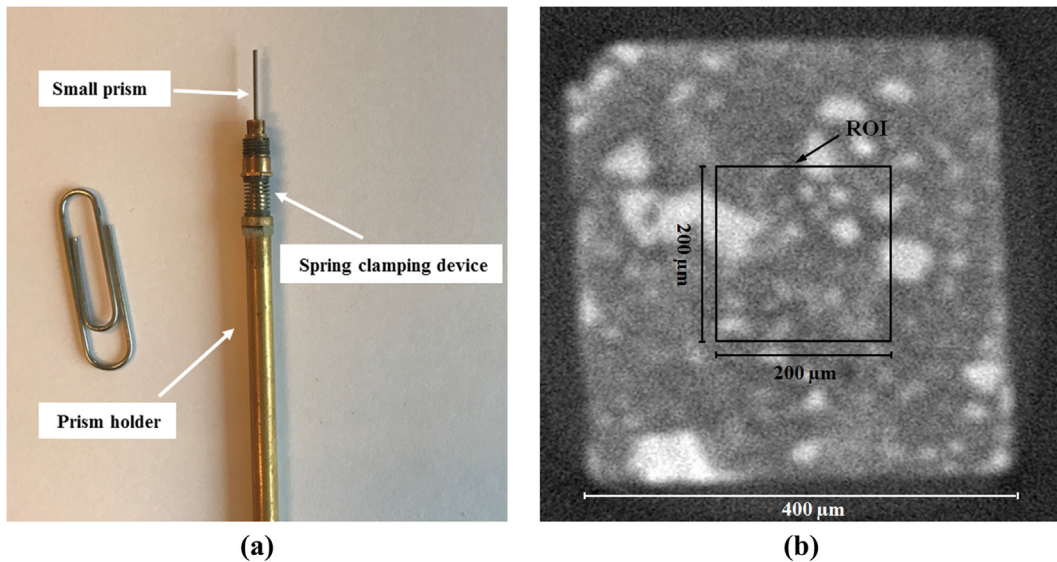 Small prism
Spring clamping device
Prism holder
(a)
ROI
200 µm
200 µm
400 µm
(b)